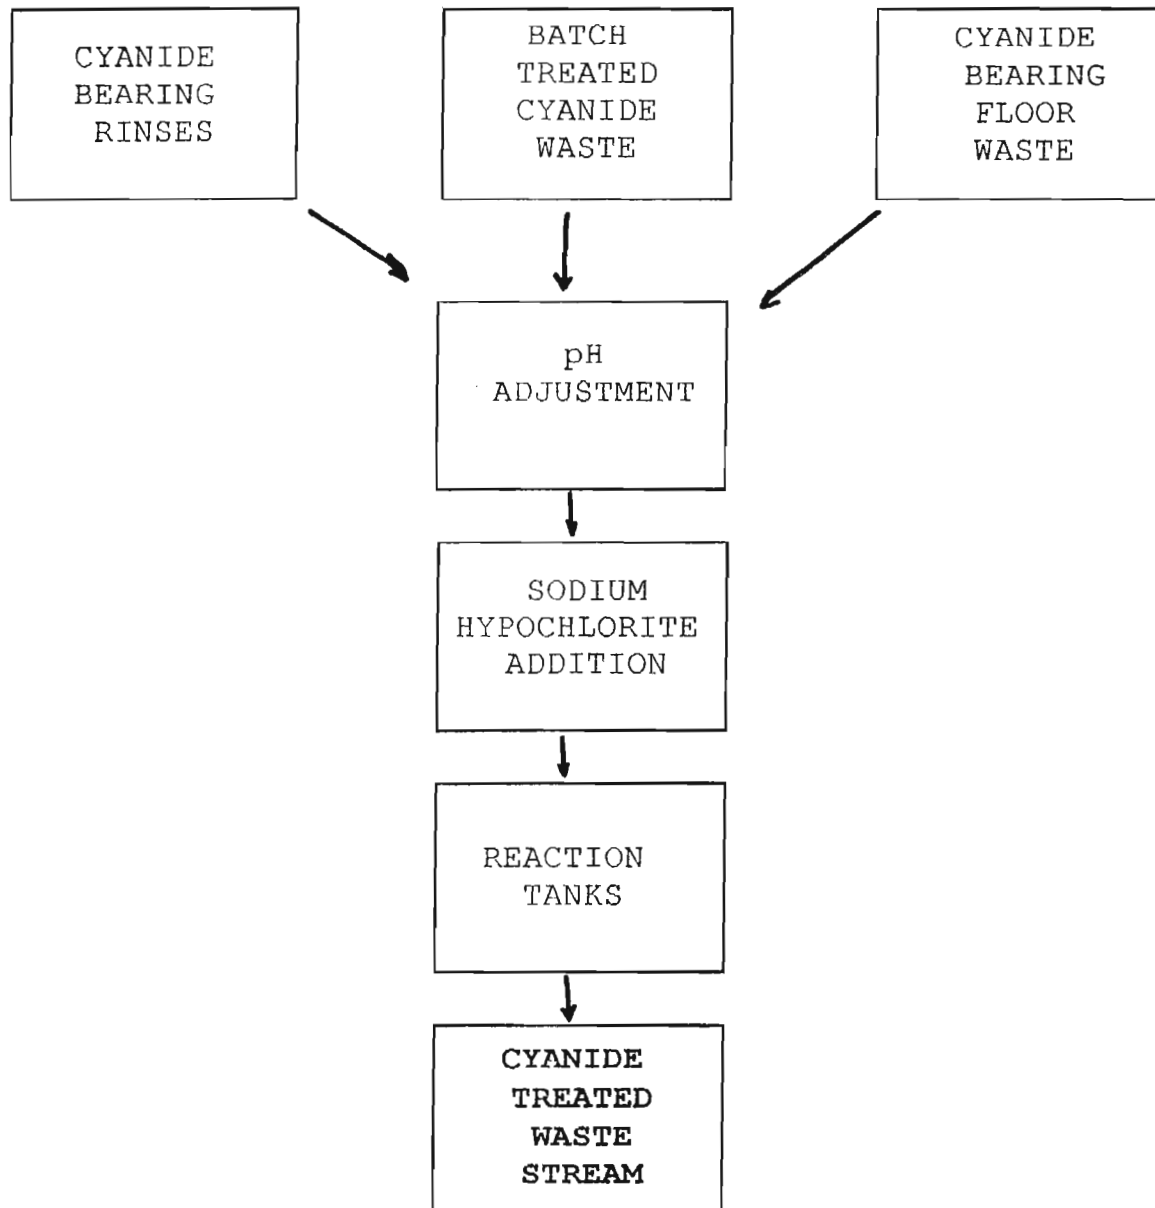 CYANIDE
BEARING
RINSES
BATCH
TREATED
CYANIDE
WASTE
CYANIDE
BEARING
FLOOR
WASTE
pH
ADJUSTMENT
SODIUM
HYPOCHLORITE
ADDITION
REACTION
TANKS
CYANIDE
TREATED
WASTE
STREAM